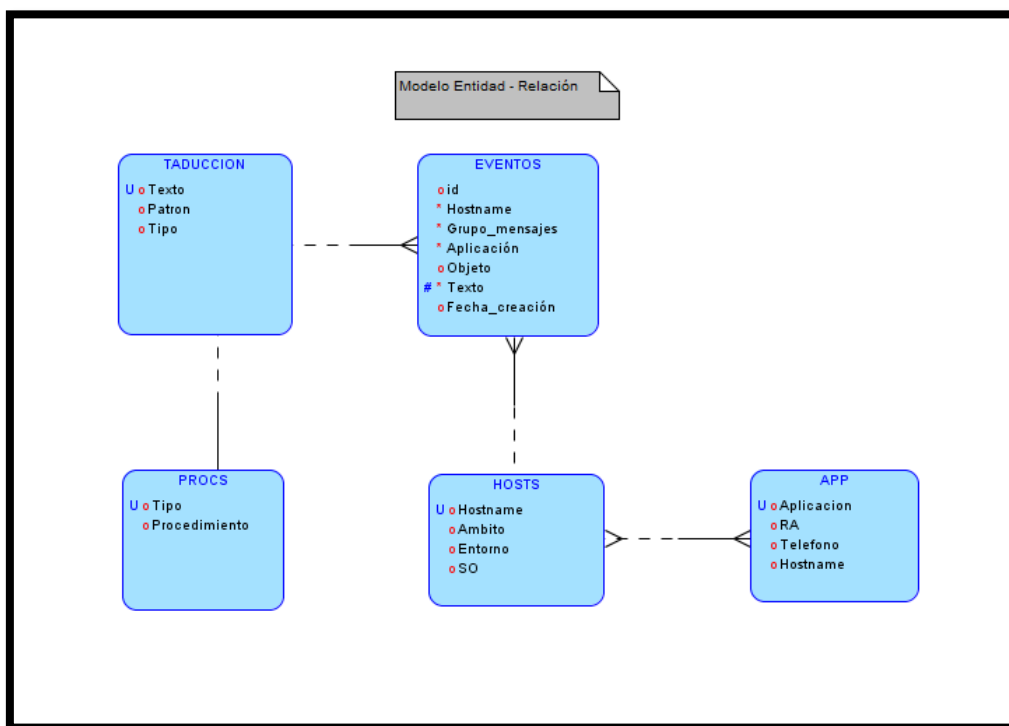 Modelo Entidad - Relación
TADUCCION
U o Texto
o Patron
o Tipo
EVENTOS
o id
* Hostname
* Grupo_mensajes
* Aplicación
o Objeto
# * Texto
o Fecha_creación
PROCS
U o Tipo
o Procedimiento
HOSTS
U o Hostname
o Ambito
o Entorno
o SO
APP
U o Aplicacion
o RA
o Telefono
o Hostname